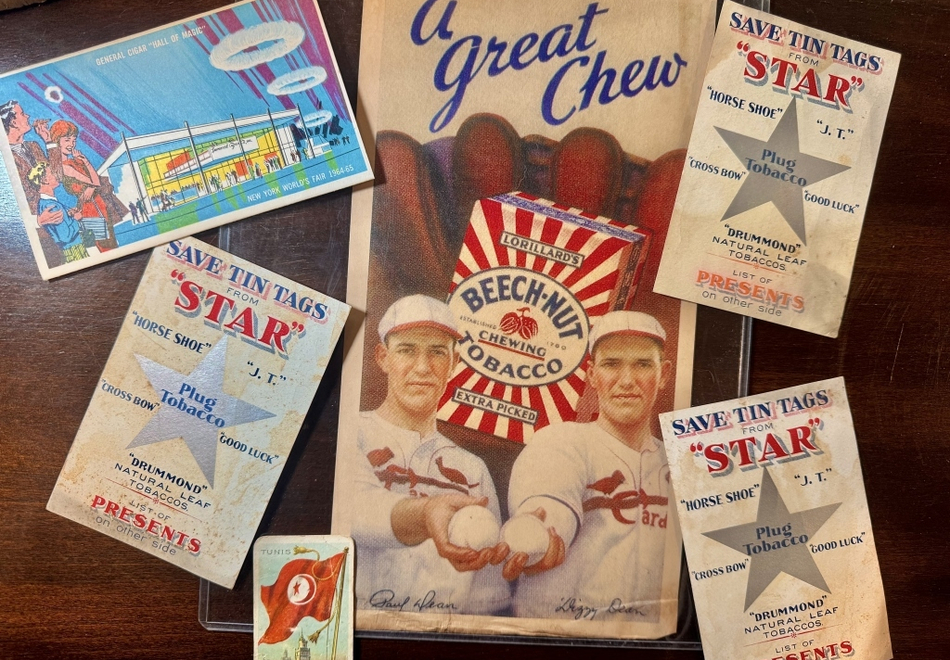 GENERAL CIGAR "HALL OF MAGIC"
NEW YORK WORLD'S FAIR 1964-65
a
Great
Chew
LORILLARD'S
BEECH-NUT
ESTABLISHED 1760
CHEWING
TOBACCO
EXTRA PICKED
Cards
Card
Paul Dean
"Dizzy" Dean
SAVE TIN TAGS
FROM
"STAR"
"HORSE SHOE"
"J. T."
Plug
Tobacco
"CROSS BOW"
"GOOD LUCK"
"DRUMMOND"
NATURAL LEAF
TOBACCOS.
LIST OF
PRESENTS
on other side
SAVE TIN TAGS
FROM
"STAR"
"HORSE SHOE"
"J. T."
Plug
Tobacco
"CROSS BOW"
"GOOD LUCK"
"DRUMMOND"
NATURAL LEAF
TOBACCOS.
LIST OF
PRESENTS
on other side
SAVE TIN TAGS
FROM
"STAR"
"HORSE SHOE"
"J. T."
Plug
Tobacco
"CROSS BOW"
"GOOD LUCK"
"DRUMMOND"
NATURAL LEAF
TOBACCOS.
LIST OF
PRESENTS
TUNIS